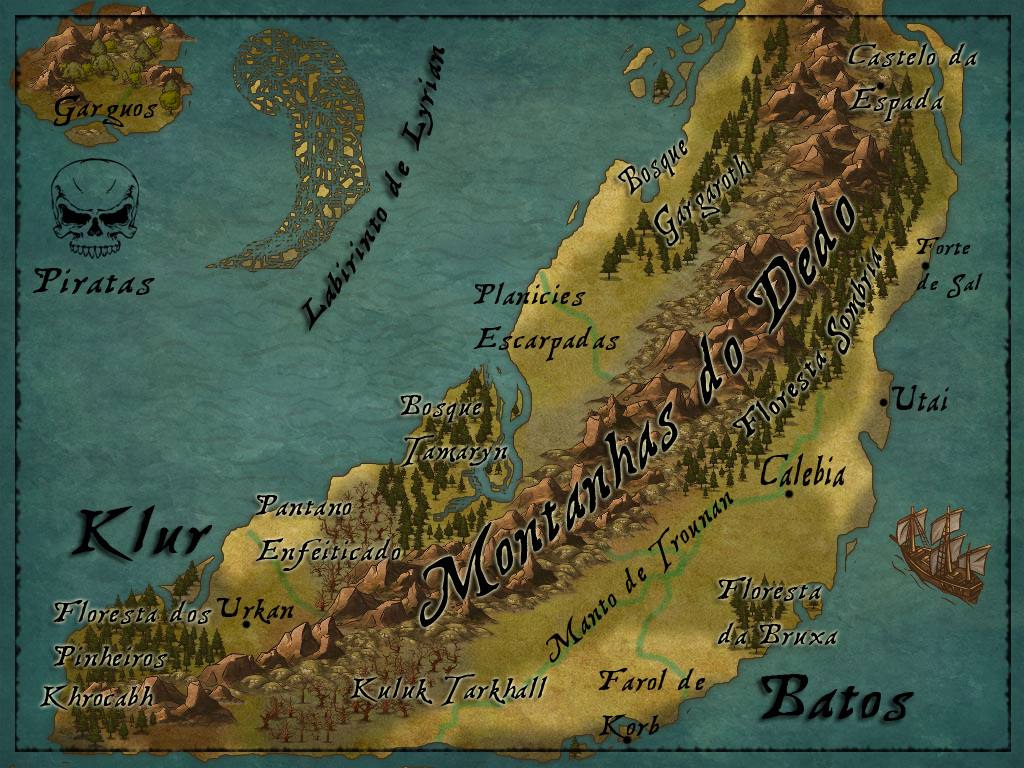 Castelo da
Espada
Garguos
Labirinto de Lyrian
Piratas
Bosque
Gargaroth
Forte
de Sal
Planicies
Escarpadas
Montanhas do Dedo
Floresta Sombria
Utai
Bosque
Tamaryn
Calebia
Pantano
Enfeiticado
Klur
Manto de Trounan
Floresta
da Bruxa
Floresta dos
Pinheiros
Khrocabh
Urkan
Kuluk Tarkhall
Farol de
Korb
Batos